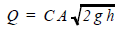 Q = C A √2 g h